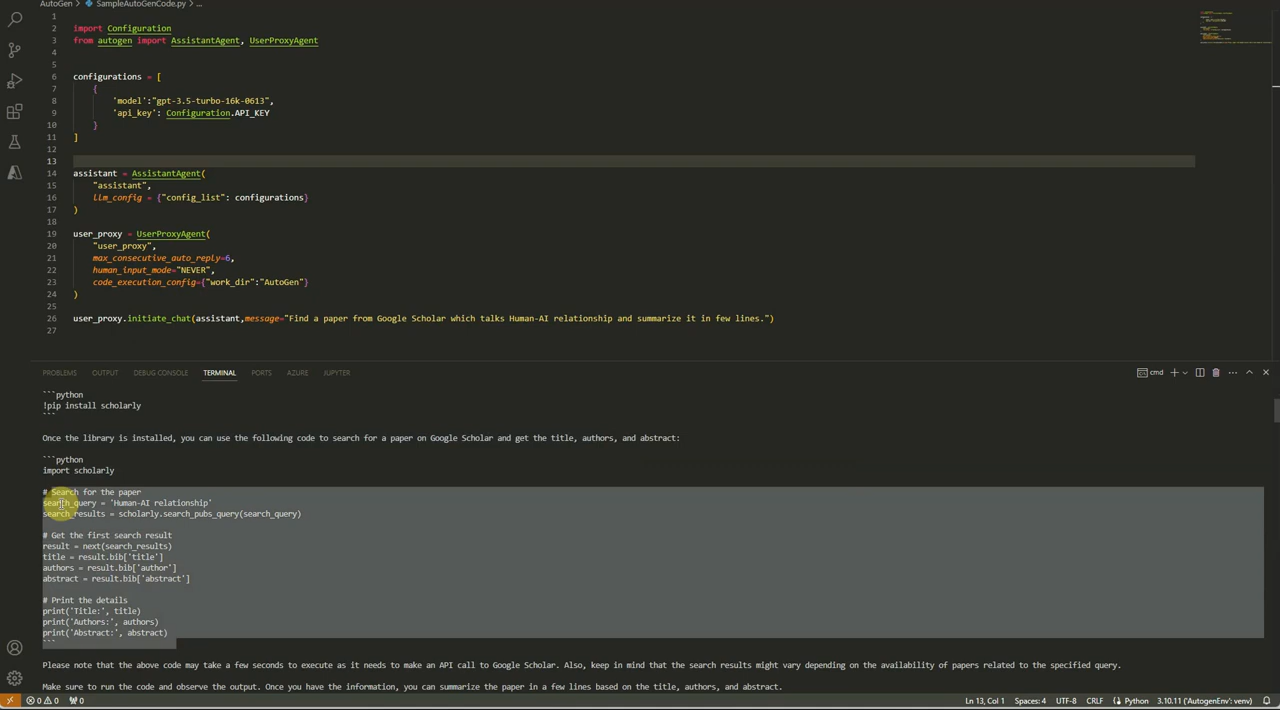 AutoGen > SampleAutoGenCode.py > ...
1
2 import Configuration
3 from autogen import AssistantAgent, UserProxyAgent
4
5
6 configurations = [
7 {
8 'model':"gpt-3.5-turbo-16k-0613",
9 'api_key': Configuration.API_KEY
10 }
11 ]
12
13
14 assistant = AssistantAgent(
15 "assistant",
16 llm_config = {"config_list": configurations}
17 )
18
19 user_proxy = UserProxyAgent(
20 "user_proxy",
21 max_consecutive_auto_reply=6,
22 human_input_mode="NEVER",
23 code_execution_config={"work_dir":"AutoGen"}
24 )
25
26 user_proxy.initiate_chat(assistant,message="Find a paper from Google Scholar which talks Human-AI relationship and summarize it in few lines.")
27
PROBLEMS OUTPUT DEBUG CONSOLE TERMINAL PORTS AZURE JUPYTER
cmd
```python
!pip install scholarly
```
Once the library is installed, you can use the following code to search for a paper on Google Scholar and get the title, authors, and abstract:
```python
import scholarly
# Search for the paper
search_query = 'Human-AI relationship'
search_results = scholarly.search_pubs_query(search_query)
# Get the first search result
result = next(search_results)
title = result.bib['title']
authors = result.bib['author']
abstract = result.bib['abstract']
# Print the details
print('Title:', title)
print('Authors:', authors)
print('Abstract:', abstract)
```
Please note that the above code may take a few seconds to execute as it needs to make an API call to Google Scholar. Also, keep in mind that the search results might vary depending on the availability of papers related to the specified query.
Make sure to run the code and observe the output. Once you have the information, you can summarize the paper in a few lines based on the title, authors, and abstract.
0 0 0 Ln 13, Col 1 Spaces: 4 UTF-8 CRLF Python 3.10.11 ('AutogenEnv': venv)